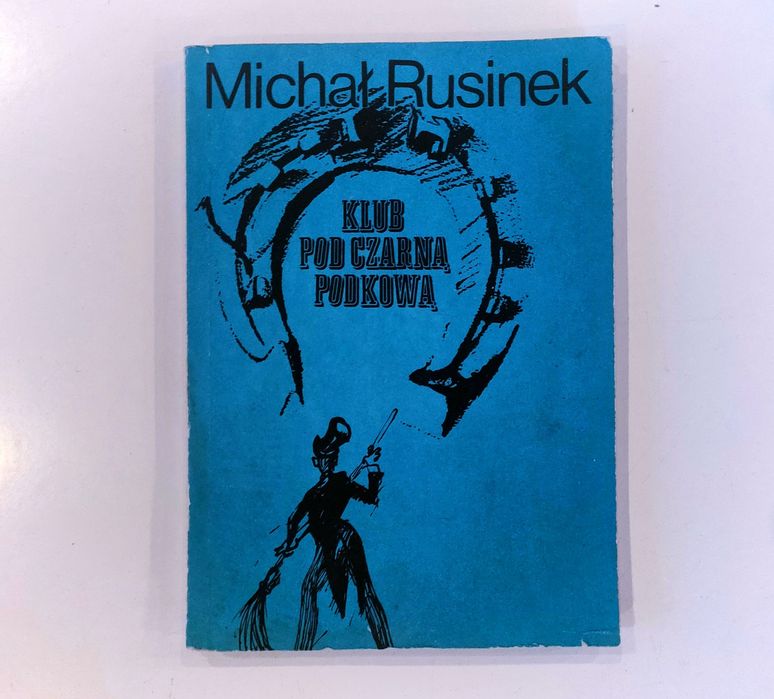 Michał Rusinek
KLUB
POD CZARNĄ
PODKOWĄ